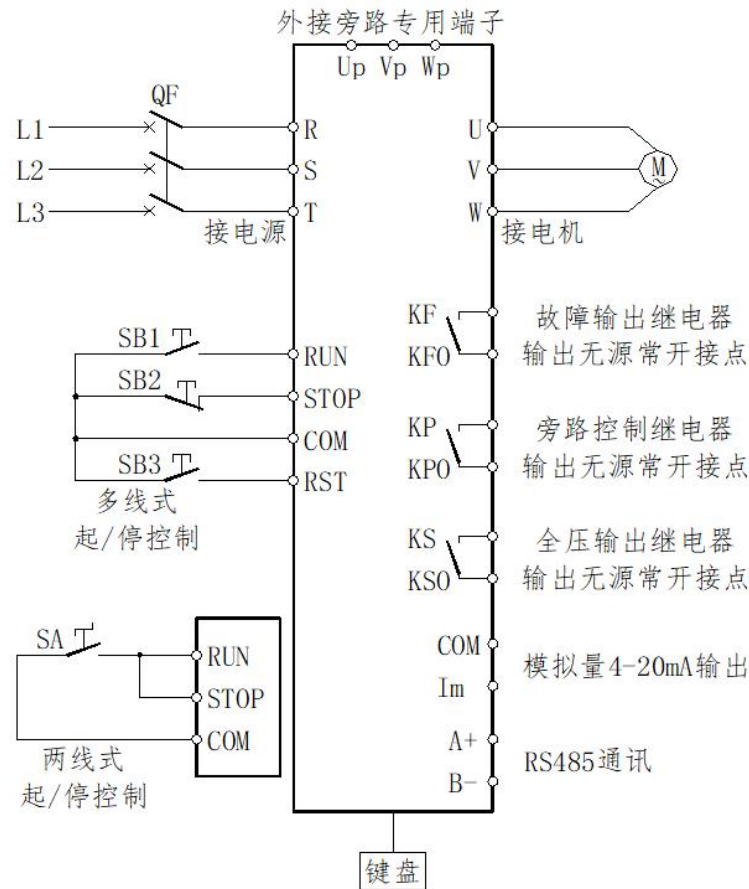 外接旁路专用端子
Up Vp Wp
QF
L1
R
U
L2
S
V
M
~
L3
T
W
接电源
接电机
KF
故障输出继电器
KFO
输出无源常开接点
SB1
RUN
SB2
STOP
COM
SB3
RST
多线式
起/停控制
KP
旁路控制继电器
KPO
输出无源常开接点
KS
全压输出继电器
KSO
输出无源常开接点
SA
RUN
STOP
COM
两线式
起/停控制
COM
模拟量4-20mA输出
Im
A+
RS485通讯
B-
键盘